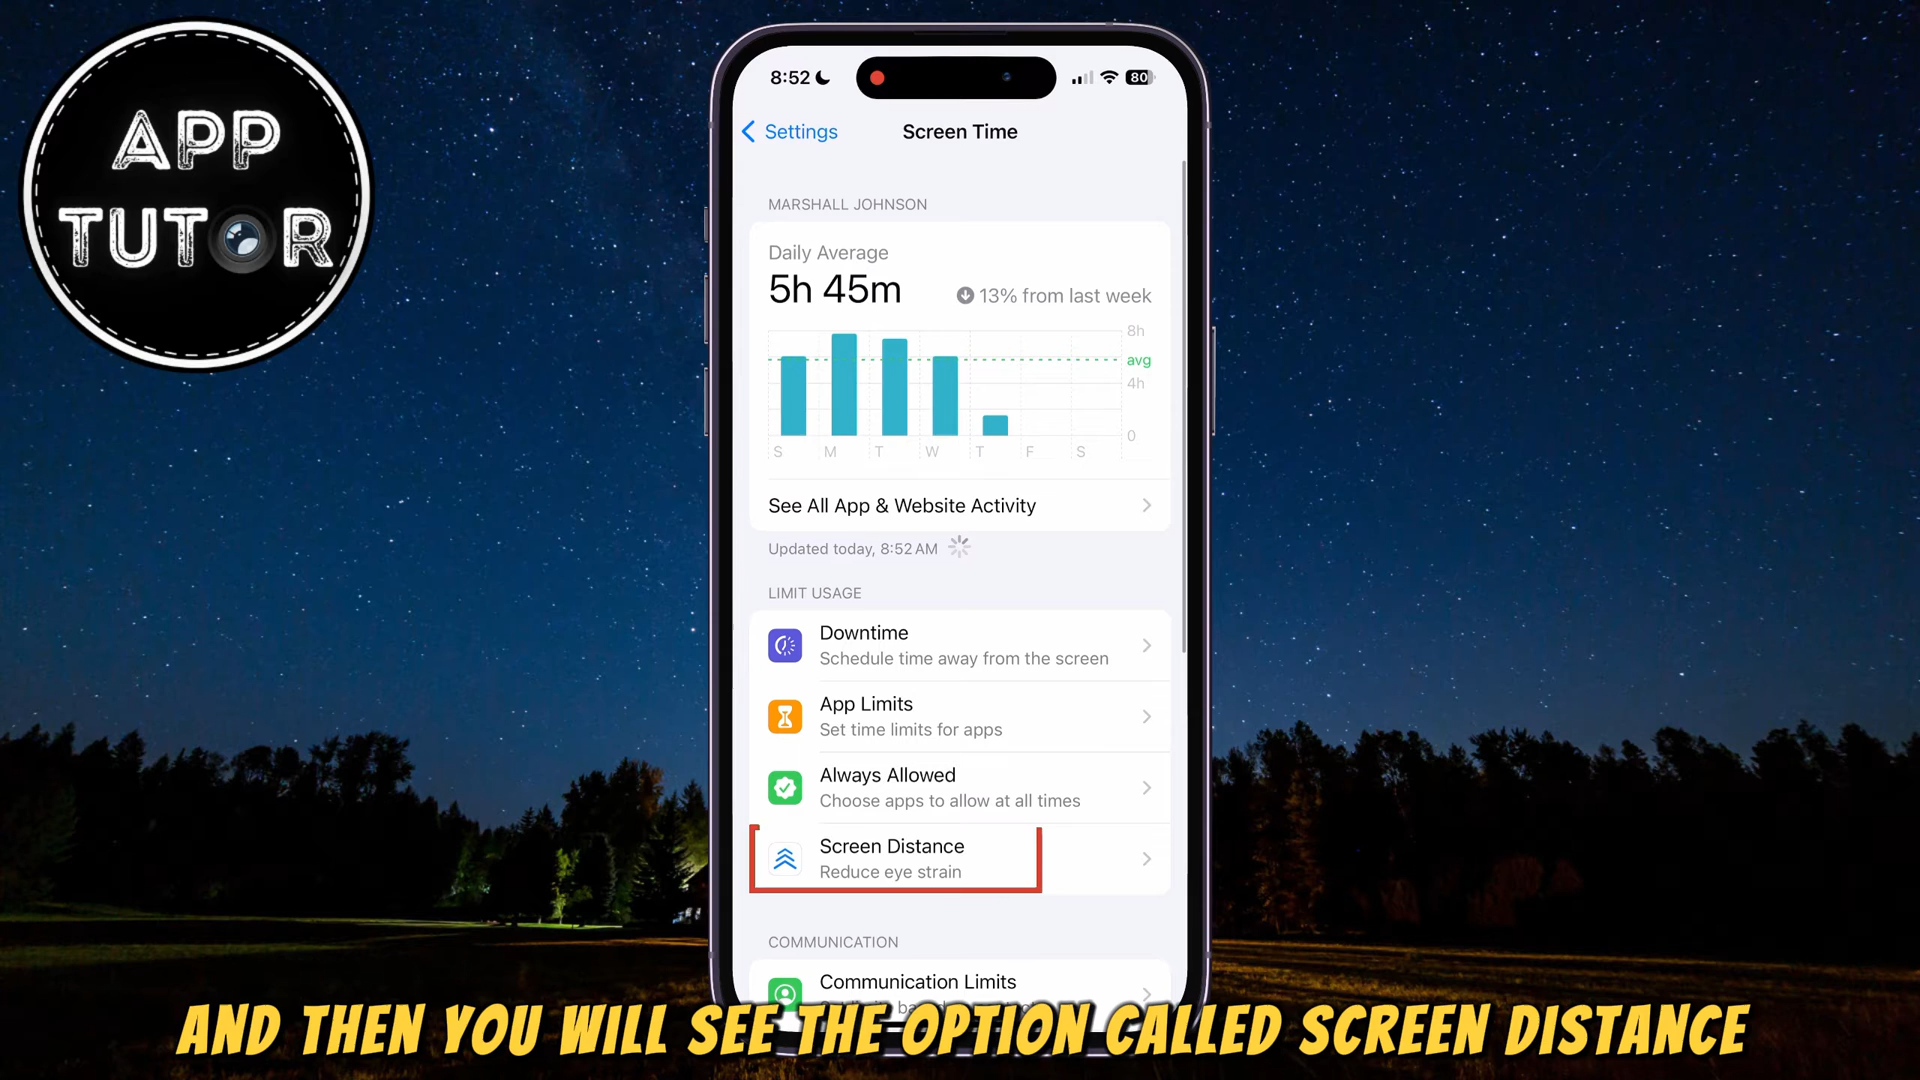 APP
TUTOR
8:52
80
Settings
Screen Time
MARSHALL JOHNSON
Daily Average
5h 45m
13% from last week
8h
avg
4h
0
S M T W T F S
See All App & Website Activity
Updated today, 8:52 AM
LIMIT USAGE
Downtime
Schedule time away from the screen
App Limits
Set time limits for apps
Always Allowed
Choose apps to allow at all times
Screen Distance
Reduce eye strain
COMMUNICATION
Communication Limits
AND THEN YOU WILL SEE THE OPTION CALLED SCREEN DISTANCE